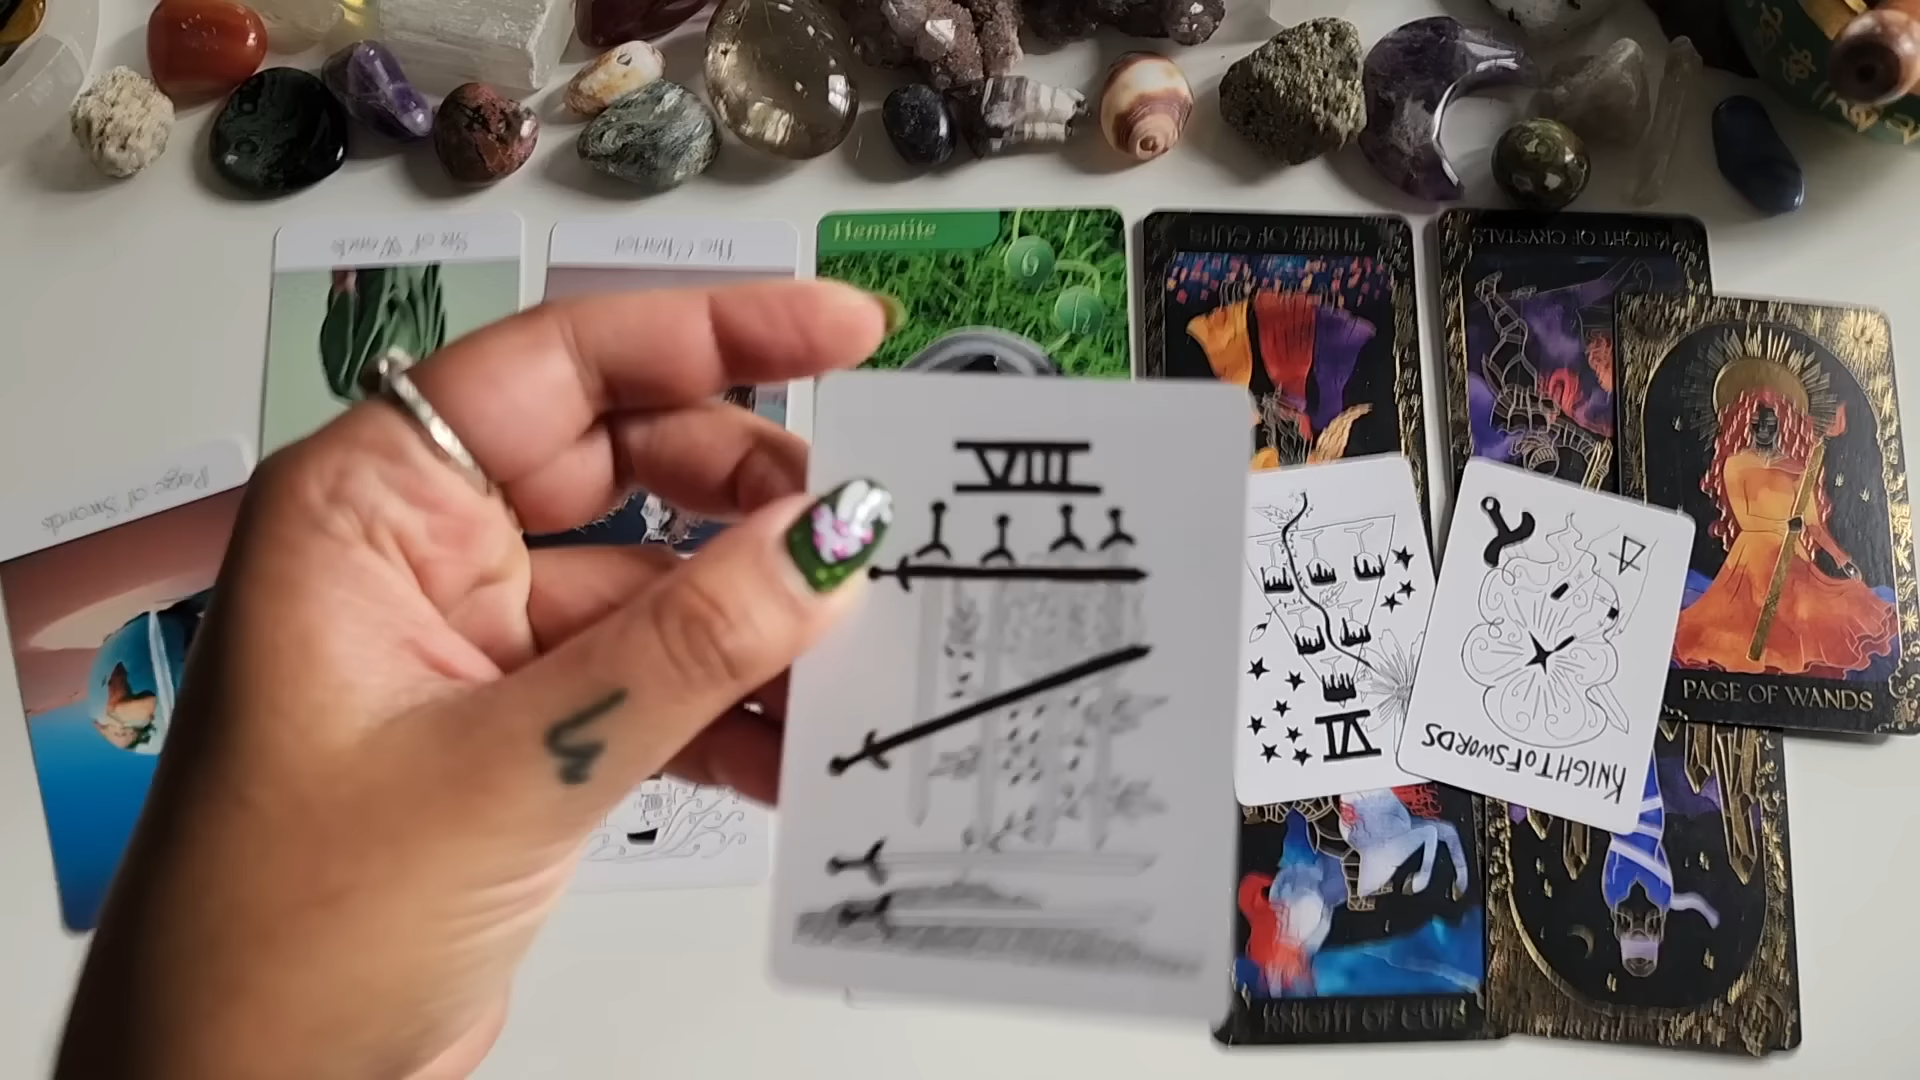 Six of Wands
The Chariot
Hematite
6
THREE OF CUPS
KNIGHT OF CRYSTALS
Page of Swords
VIII
PAGE OF WANDS
KNIGHT OF SWORDS
KNIGHT OF CUPS